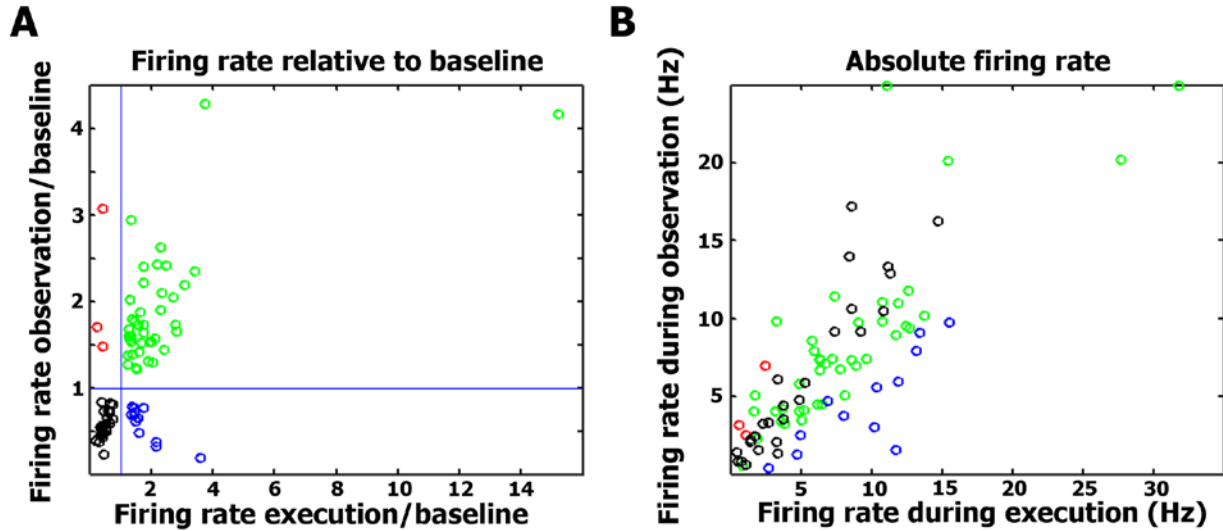 A
Firing rate relative to baseline
Firing rate observation/baseline
4
3
2
1
2 4 6 8 10 12 14
Firing rate execution/baseline
B
Absolute firing rate
Firing rate during observation (Hz)
20
15
10
5
5 10 15 20 25 30
Firing rate during execution (Hz)